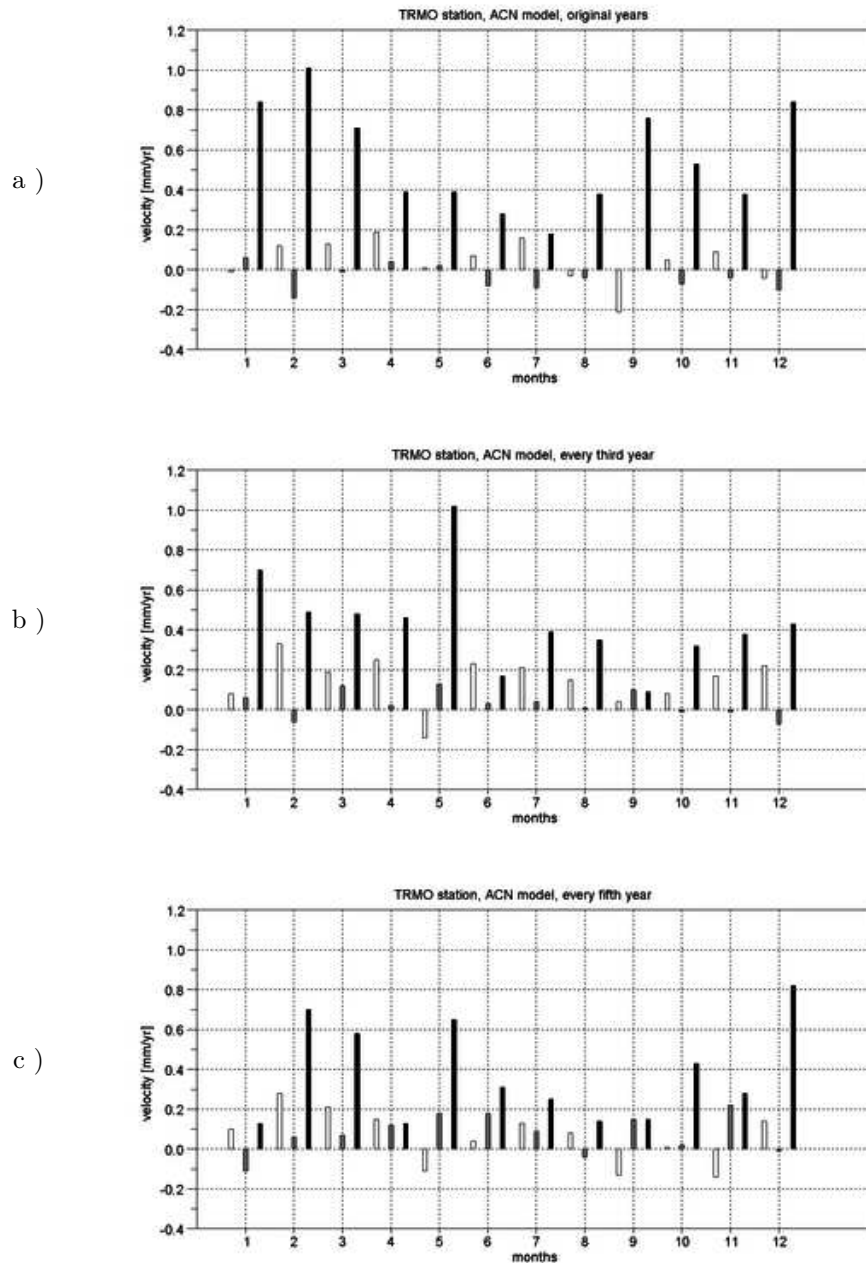 TRMO station, ACN model, original years
a )
velocity [mm/yr]
1.2
1.0
0.8
0.6
0.4
0.2
0.0
-0.2
-0.4
1 2 3 4 5 6 7 8 9 10 11 12
months
TRMO station, ACN model, every third year
b )
velocity [mm/yr]
1.2
1.0
0.8
0.6
0.4
0.2
0.0
-0.2
-0.4
1 2 3 4 5 6 7 8 9 10 11 12
months
TRMO station, ACN model, every fifth year
c )
velocity [mm/yr]
1.2
1.0
0.8
0.6
0.4
0.2
0.0
-0.2
-0.4
1 2 3 4 5 6 7 8 9 10 11 12
months